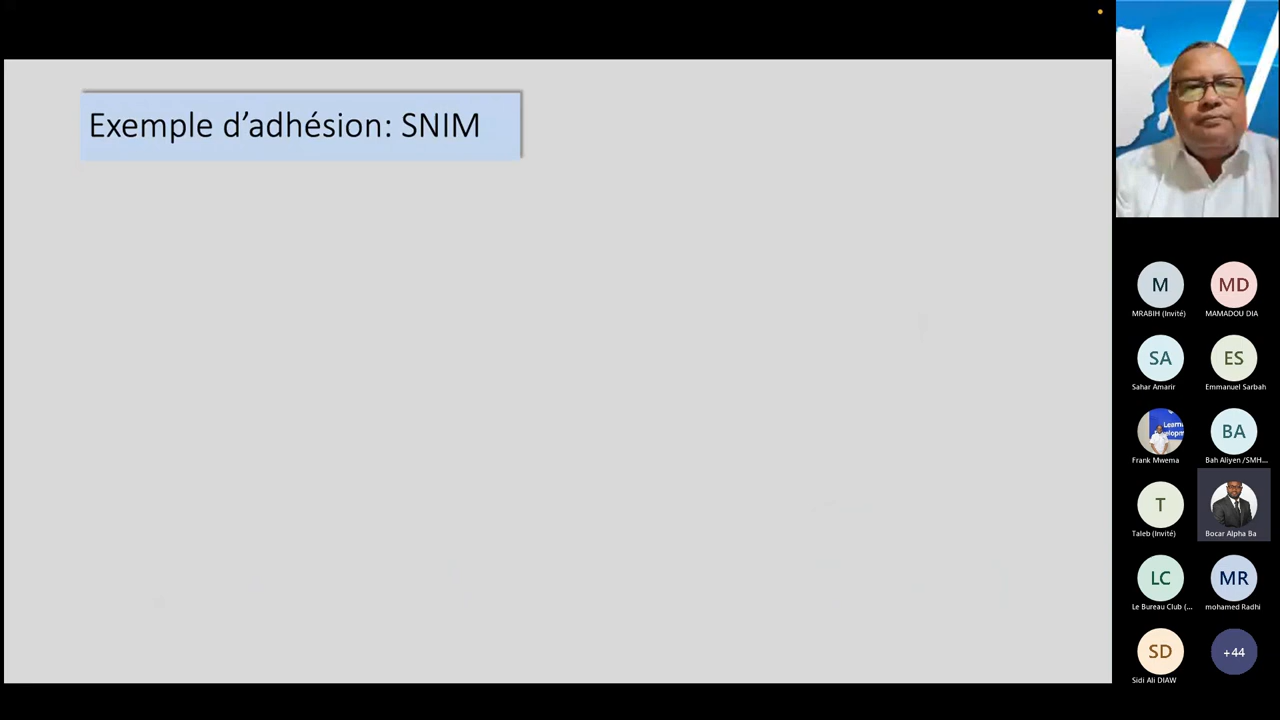 Exemple d’adhésion: SNIM
M
MRABIH (Invité)
MD
MAMADOU DIA
SA
Sahar Amarir
ES
Emmanuel Sarbah
Frank Mwema
BA
Bah Aliyen /SMH...
T
Taleb (Invité)
Bocar Alpha Ba
LC
Le Bureau Club (...
MR
mohamed Radhi
SD
Sidi Ali DIAW
+44